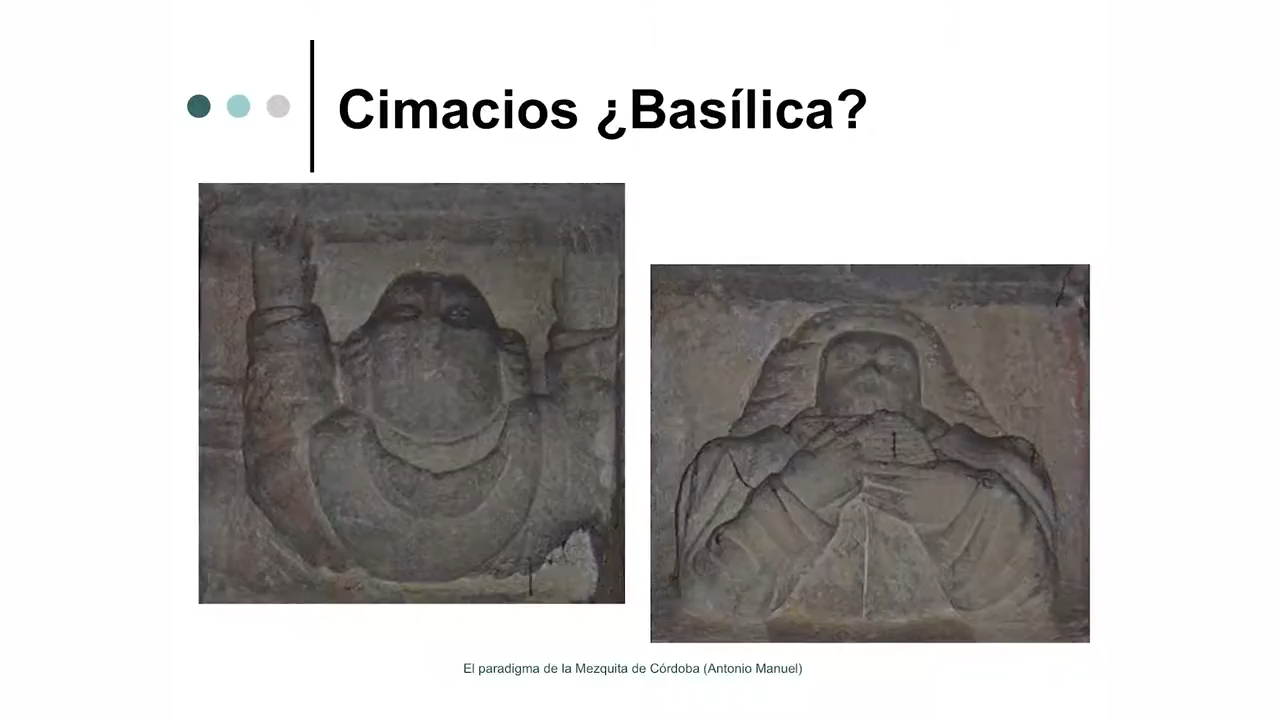 Cimacios ¿Basílica?
El paradigma de la Mezquita de Córdoba (Antonio Manuel)